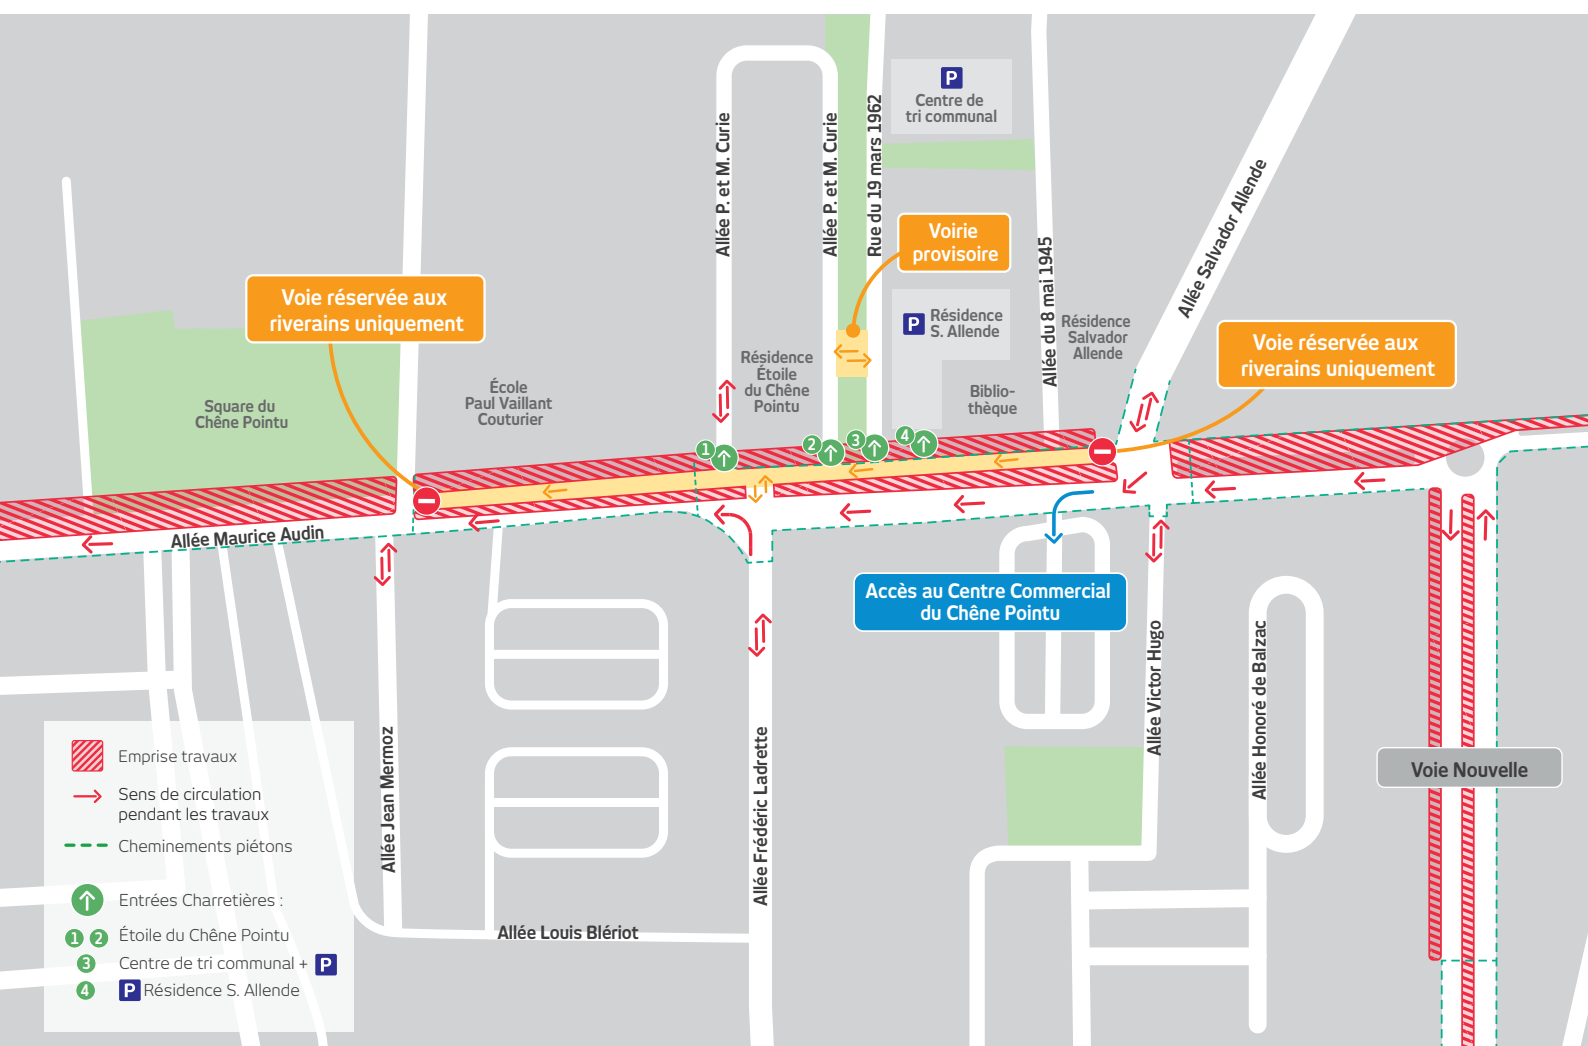 P
Centre de
tri communal
Allée P. et M. Curie
Allée P. et M. Curie
Rue du 19 mars 1962
Allée Salvador Allende
Voirie
provisoire
Allée du 8 mai 1945
Voie réservée aux
riverains uniquement
P
Résidence
S. Allende
Résidence
Salvador
Allende
Voie réservée aux
riverains uniquement
Résidence
Étoile
du Chêne
Pointu
École
Paul Vaillant
Couturier
Biblio-
thèque
Square du
Chêne Pointu
1
2
3
4
Allée Maurice Audin
Accès au Centre Commercial
du Chêne Pointu
Allée Victor Hugo
Allée Honoré de Balzac
Allée Jean Mermoz
Allée Frédéric Ladrette
Voie Nouvelle
Allée Louis Blériot
Emprise travaux
Sens de circulation
pendant les travaux
Cheminements piétons
Entrées Charretières :
1 2 Étoile du Chêne Pointu
3 Centre de tri communal + P
4 P Résidence S. Allende